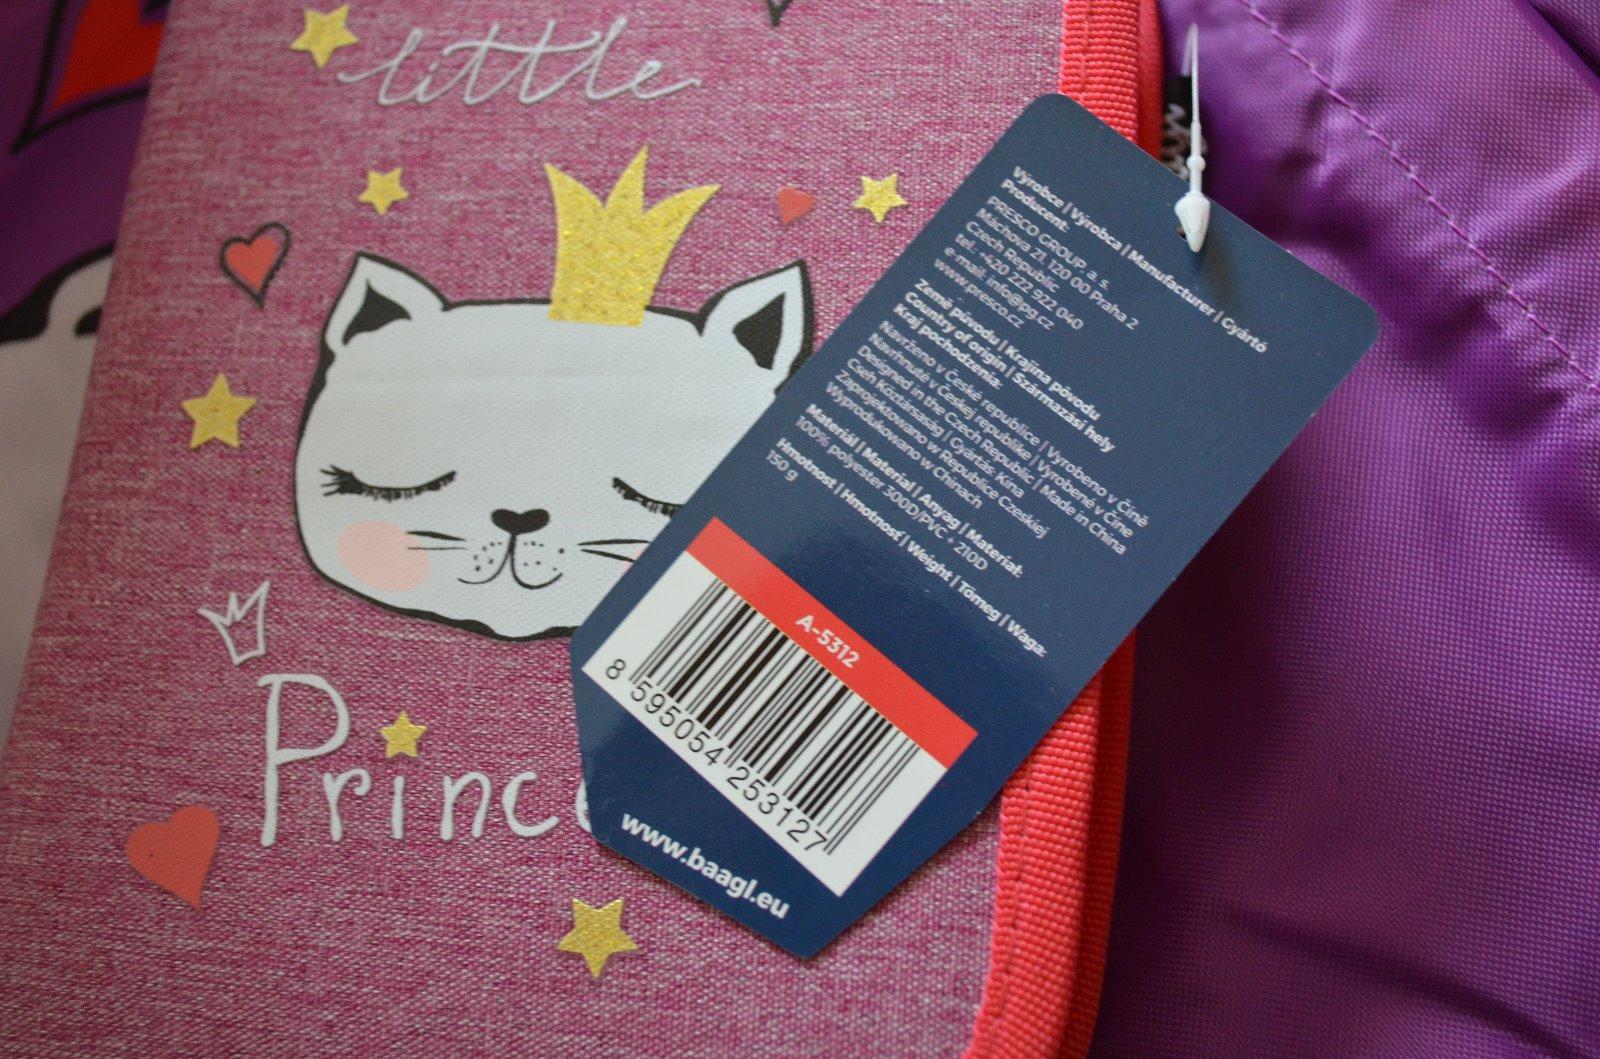 little
Prince
Výrobce | Výrobca | Manufacturer | Gyártó
Producent:
PRESCO GROUP, a. s.
Máchova 21, 120 00 Praha 2
Czech Republic
tel.: +420 222 922 040
e-mail: info@pg.cz
www.presco.cz
Země původu | Krajina pôvodu
Country of origin | Származási hely
Kraj pochodzenia:
Navrženo v České republice | Vyrobeno v Číně
Navrhnuté v Českej republike | Vyrobené v Číne
Designed in the Czech Republic | Made in China
Cseh Köztársaság | Gyártás: Kína
Zaprojektowano w Republice Czeskiej
Wyprodukowano w Chinach
Materiál | Material | Anyag | Materiał:
100% polyester 300D/PVC + 210D
Hmotnost | Hmotnosť | Weight | Tömeg | Waga:
150 g
A-5312
8 595054 253127
www.baagl.eu